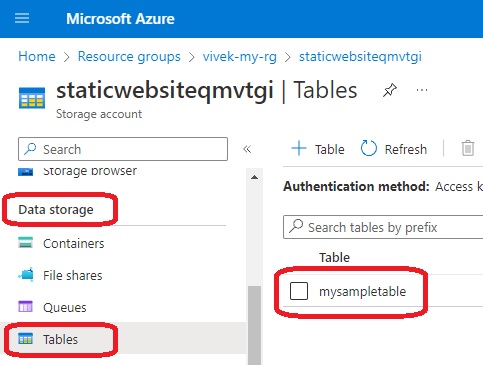 Microsoft Azure
Home > Resource groups > vivek-my-rg > staticwebsiteqmvtgi
staticwebsiteqmvtgi | Tables
Storage account
Search
Storage browser
Data storage
Containers
File shares
Queues
Tables
+ Table Refresh
Authentication method: Access k
Search tables by prefix
Table
mysampletable